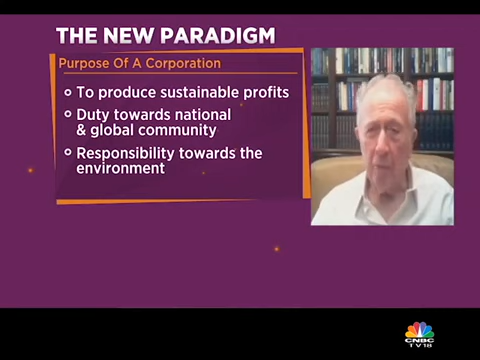 THE NEW PARADIGM
Purpose Of A Corporation
To produce sustainable profits
Duty towards national
& global community
Responsibility towards the
environment
CNBC
TV18